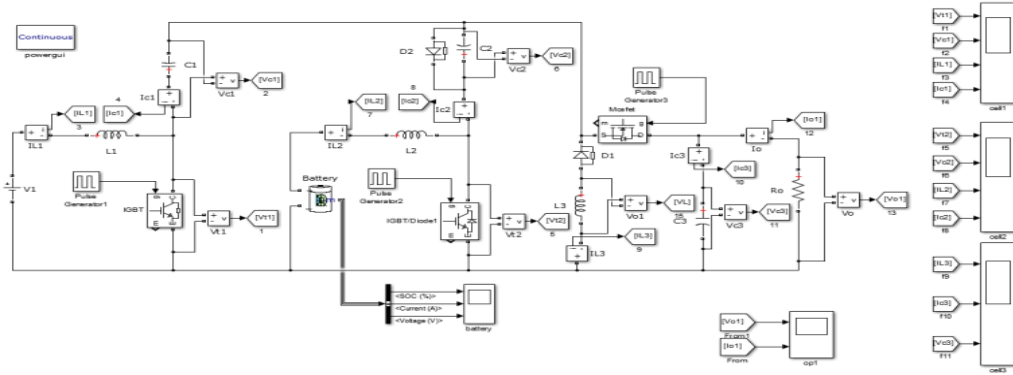 Continuous
powergui
C1
Ic1
Vc1
[Vc1]
2
4
[Ic1]
[IL1]
3
IL1
L1
V1
Pulse
Generator1
IGBT
Vt1
[Vt1]
1
D2
C2
Vc2
[Vc2]
6
8
[Ic2]
Ic2
[IL2]
7
IL2
L2
Battery
Pulse
Generator2
IGBT/Diode1
Vt2
[Vt2]
5
<SOC (%)>
<Current (A)>
<Voltage (V)>
battery
Pulse
Generator3
Mosfet
m
g
S
D
D1
L3
Vo1
[VL]
15
[IL3]
9
IL3
Ic3
[Ic3]
10
C3
Vc3
[Vc3]
11
Io
[Io1]
12
Ro
Vo
[Vo1]
13
[Vo1]
From1
[Io1]
From
op1
[Vt1]
f1
[Vc1]
f2
[IL1]
f3
[Ic1]
f4
cell1
[Vt2]
f5
[Vc2]
f6
[IL2]
f7
[Ic2]
f8
cell2
[IL3]
f9
[Ic3]
f10
[Vc3]
f11
cell3